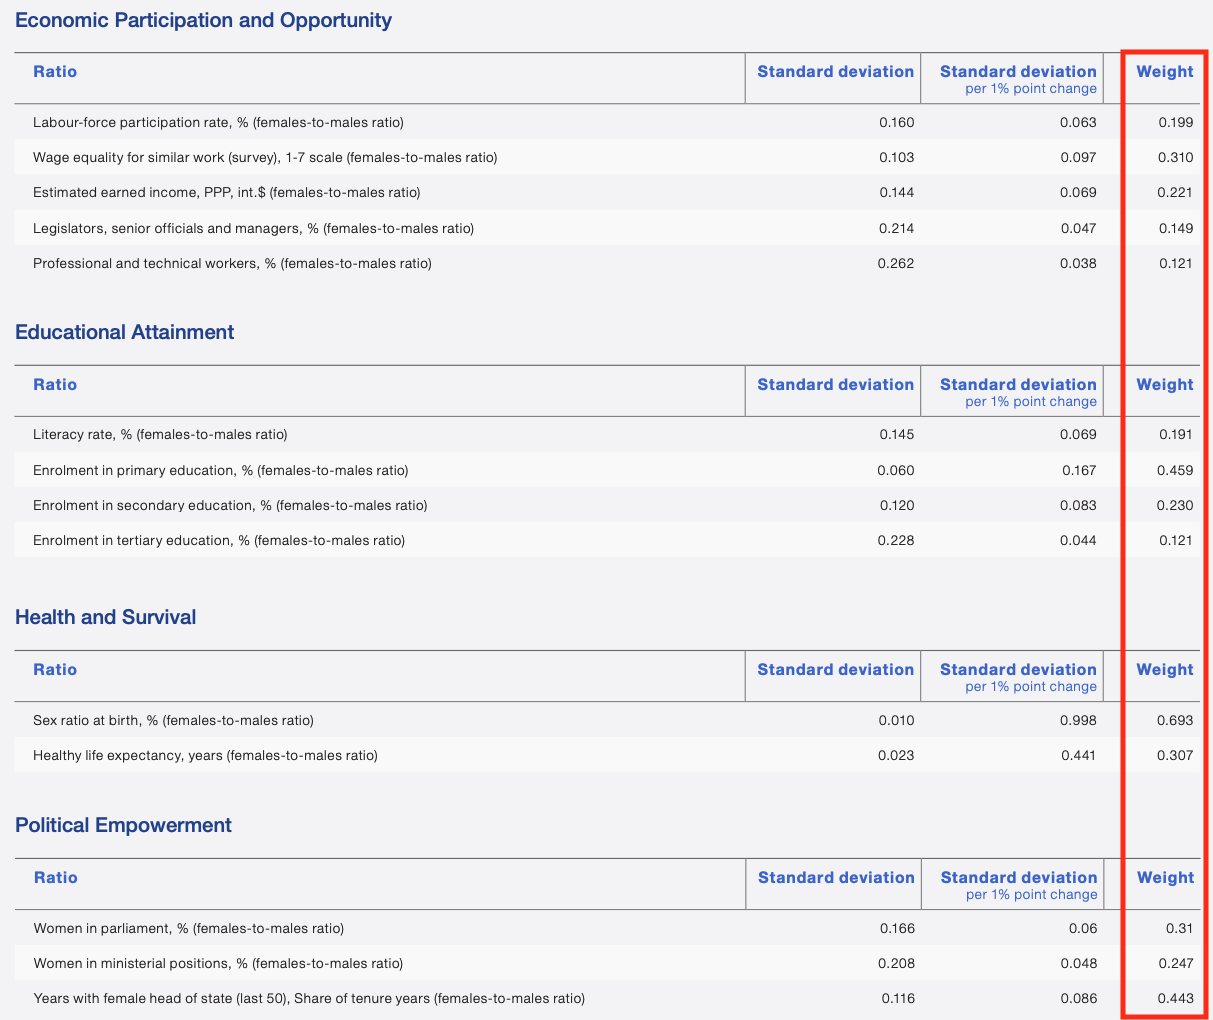 Economic Participation and Opportunity
Ratio Standard deviation Standard deviation per 1% point change Weight
Labour-force participation rate, % (females-to-males ratio) 0.160 0.063 0.199
Wage equality for similar work (survey), 1-7 scale (females-to-males ratio) 0.103 0.097 0.310
Estimated earned income, PPP, int.$ (females-to-males ratio) 0.144 0.069 0.221
Legislators, senior officials and managers, % (females-to-males ratio) 0.214 0.047 0.149
Professional and technical workers, % (females-to-males ratio) 0.262 0.038 0.121
Educational Attainment
Ratio Standard deviation Standard deviation per 1% point change Weight
Literacy rate, % (females-to-males ratio) 0.145 0.069 0.191
Enrolment in primary education, % (females-to-males ratio) 0.060 0.167 0.459
Enrolment in secondary education, % (females-to-males ratio) 0.120 0.083 0.230
Enrolment in tertiary education, % (females-to-males ratio) 0.228 0.044 0.121
Health and Survival
Ratio Standard deviation Standard deviation per 1% point change Weight
Sex ratio at birth, % (females-to-males ratio) 0.010 0.998 0.693
Healthy life expectancy, years (females-to-males ratio) 0.023 0.441 0.307
Political Empowerment
Ratio Standard deviation Standard deviation per 1% point change Weight
Women in parliament, % (females-to-males ratio) 0.166 0.06 0.31
Women in ministerial positions, % (females-to-males ratio) 0.208 0.048 0.247
Years with female head of state (last 50), Share of tenure years (females-to-males ratio) 0.116 0.086 0.443